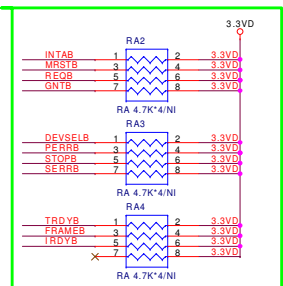 3.3VD
RA2
INTAB 1 2 3.3VD
MRSTB 3 4 3.3VD
REQB 5 6 3.3VD
GNTB 7 8 3.3VD
RA 4.7K*4/NI
RA3
DEVSELB 1 2 3.3VD
PERRB 3 4 3.3VD
STOPB 5 6 3.3VD
SERRB 7 8 3.3VD
RA 4.7K*4/NI
RA4
TRDYB 1 2 3.3VD
FRAMEB 3 4 3.3VD
IRDYB 5 6 3.3VD
7 8 3.3VD
RA 4.7K*4/NI